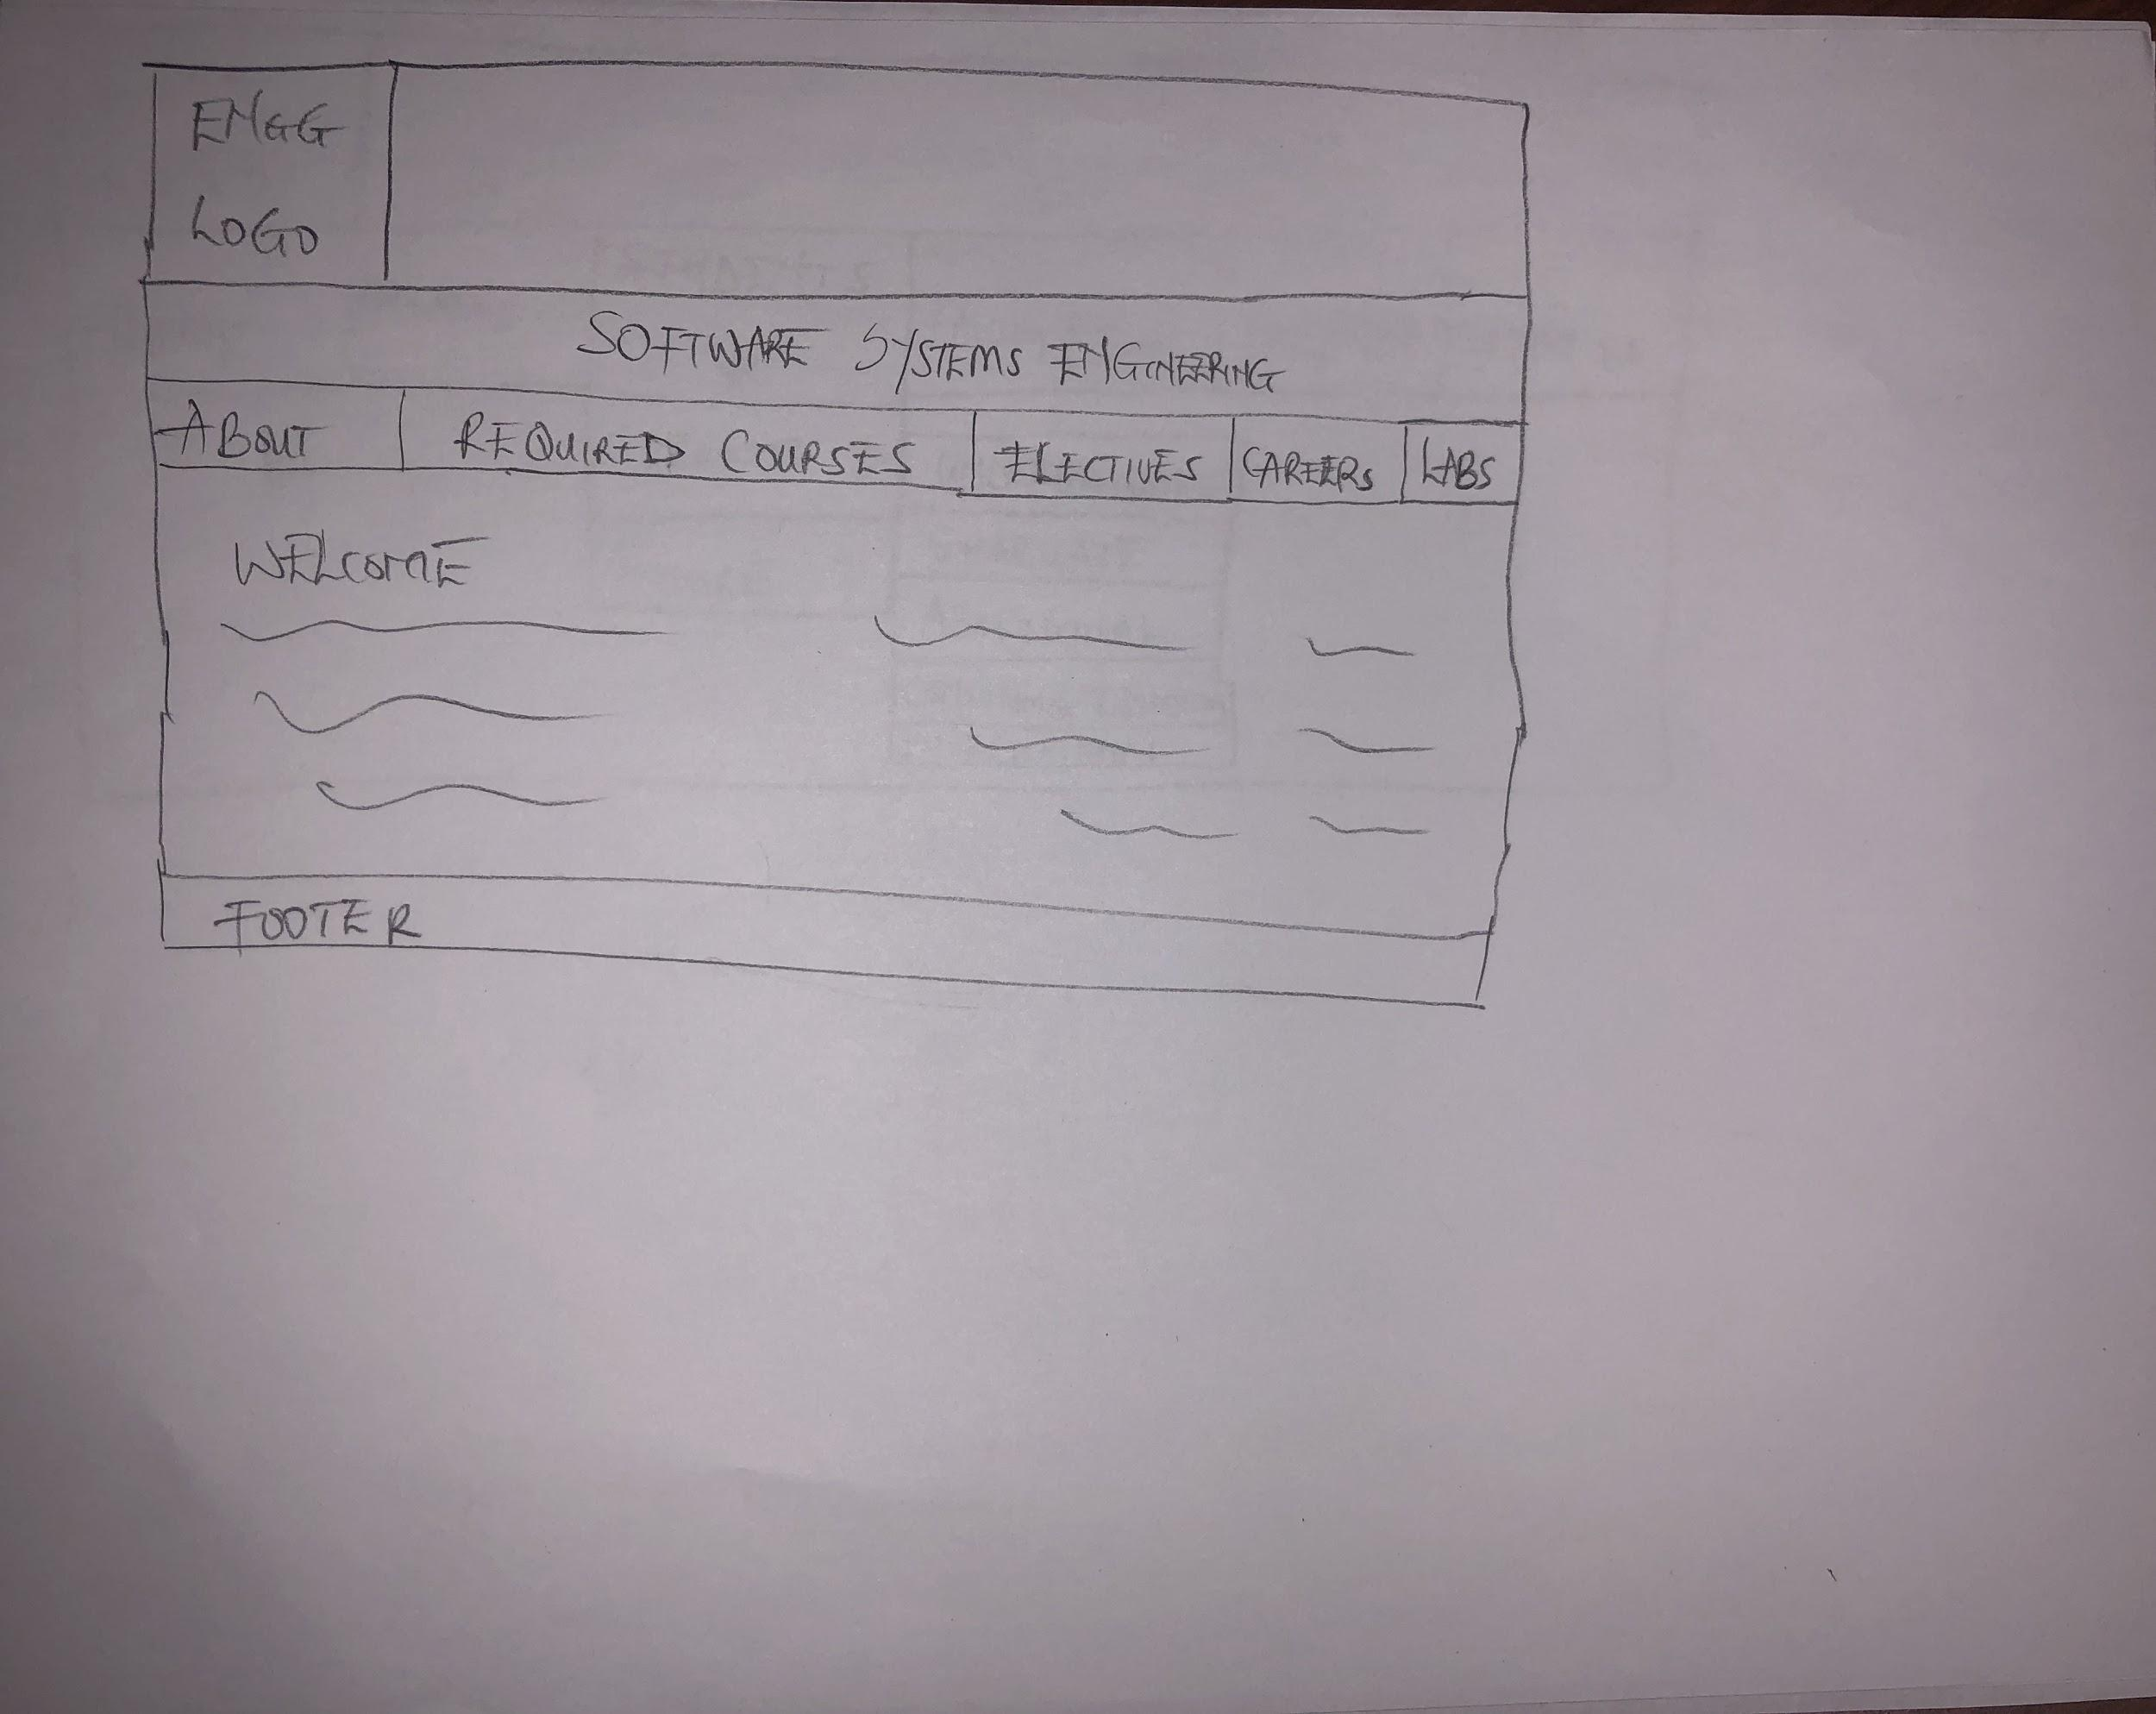 ENGG
LOGO
SOFTWARE SYSTEMS ENGINEERING
ABOUT REQUIRED COURSES ELECTIVES CAREERS LABS
WELCOME
FOOTER